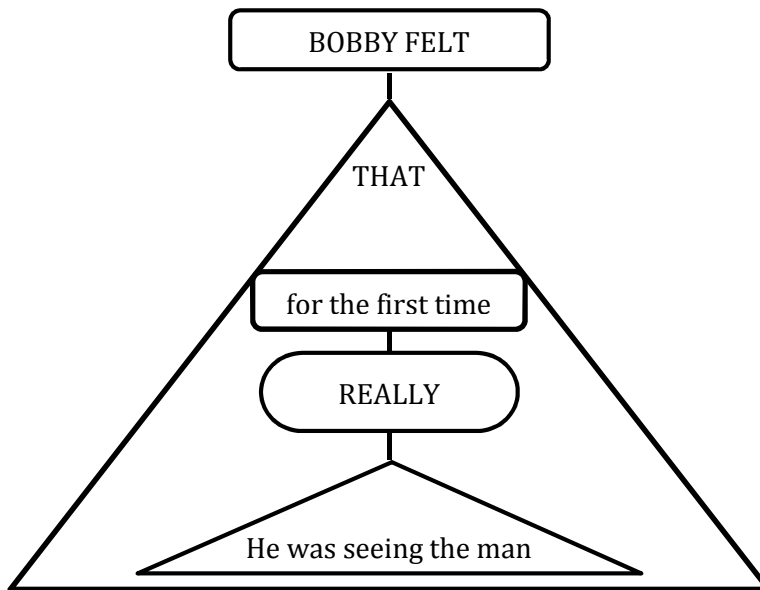 BOBBY FELT
THAT
for the first time
REALLY
He was seeing the man